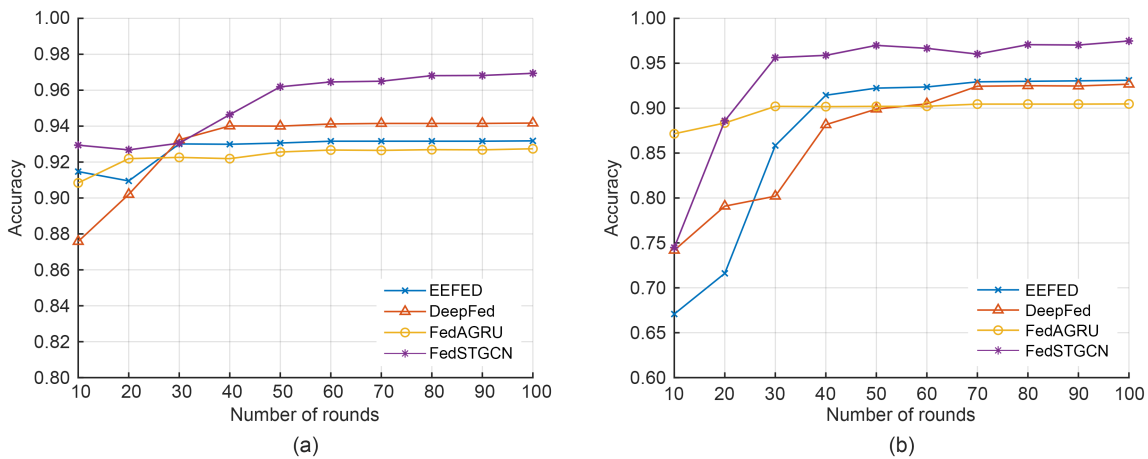 1.00
0.98
0.96
0.94
0.92
0.90
0.88
0.86
0.84
0.82
0.80
Accuracy
10 20 30 40 50 60 70 80 90 100
Number of rounds
EEFED
DeepFed
FedAGRU
FedSTGCN
(a)
1.00
0.95
0.90
0.85
0.80
0.75
0.70
0.65
0.60
Accuracy
10 20 30 40 50 60 70 80 90 100
Number of rounds
EEFED
DeepFed
FedAGRU
FedSTGCN
(b)